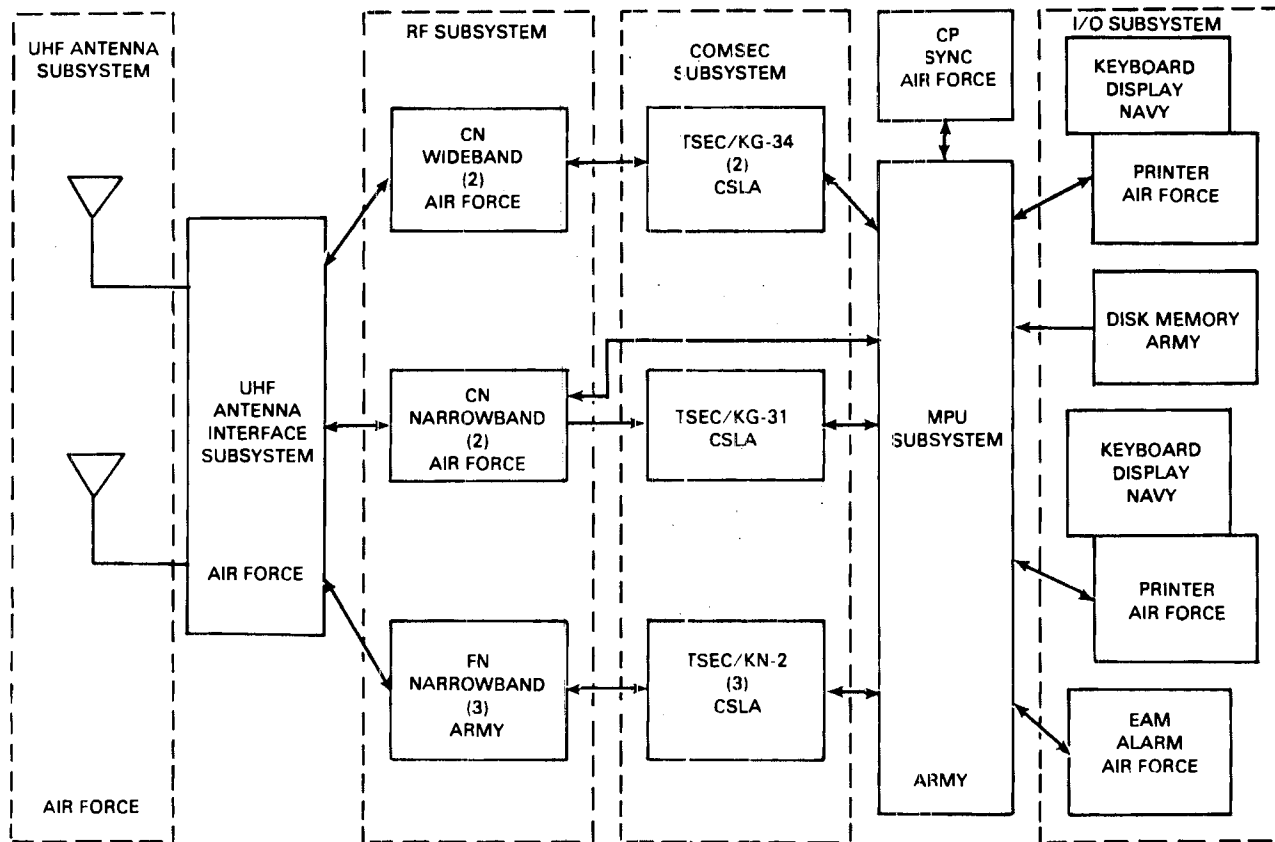 UHF ANTENNA
SUBSYSTEM
AIR FORCE
UHF
ANTENNA
INTERFACE
SUBSYSTEM
AIR FORCE
RF SUBSYSTEM
CN
WIDEBAND
(2)
AIR FORCE
CN
NARROWBAND
(2)
AIR FORCE
FN
NARROWBAND
(3)
ARMY
COMSEC
SUBSYSTEM
TSEC/KG-34
(2)
CSLA
TSEC/KG-31
CSLA
TSEC/KN-2
(3)
CSLA
CP
SYNC
AIR FORCE
MPU
SUBSYSTEM
ARMY
I/O SUBSYSTEM
KEYBOARD
DISPLAY
NAVY
PRINTER
AIR FORCE
DISK MEMORY
ARMY
KEYBOARD
DISPLAY
NAVY
PRINTER
AIR FORCE
EAM
ALARM
AIR FORCE